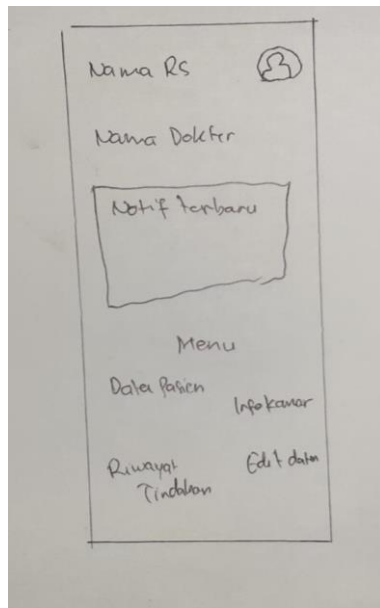 Nama RS
Nama Dokter
Notif terbaru
Menu
Data Pasien
Info kamar
Riwayat
Tindakan
Edit data